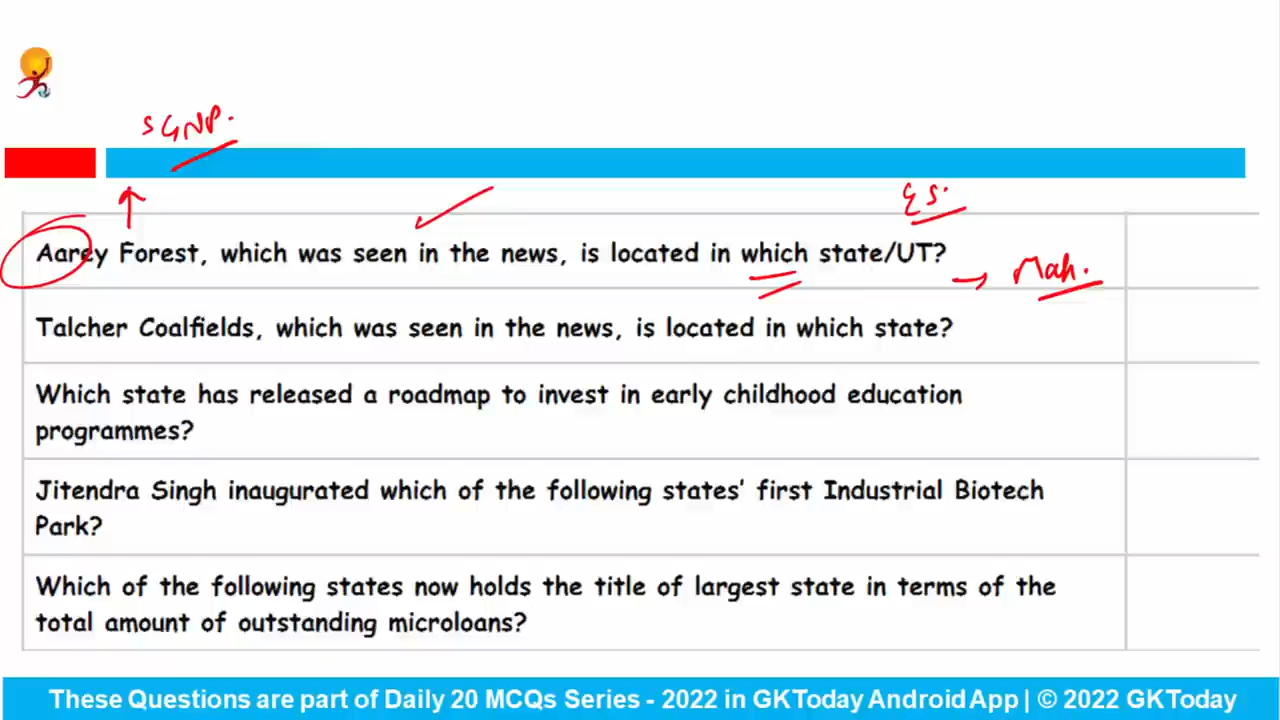 SGNP.
ES.
Aarey Forest, which was seen in the news, is located in which state/UT?
→ Mah.
Talcher Coalfields, which was seen in the news, is located in which state?
Which state has released a roadmap to invest in early childhood education
programmes?
Jitendra Singh inaugurated which of the following states' first Industrial Biotech
Park?
Which of the following states now holds the title of largest state in terms of the
total amount of outstanding microloans?
These Questions are part of Daily 20 MCQs Series - 2022 in GKToday Android App | © 2022 GKToday